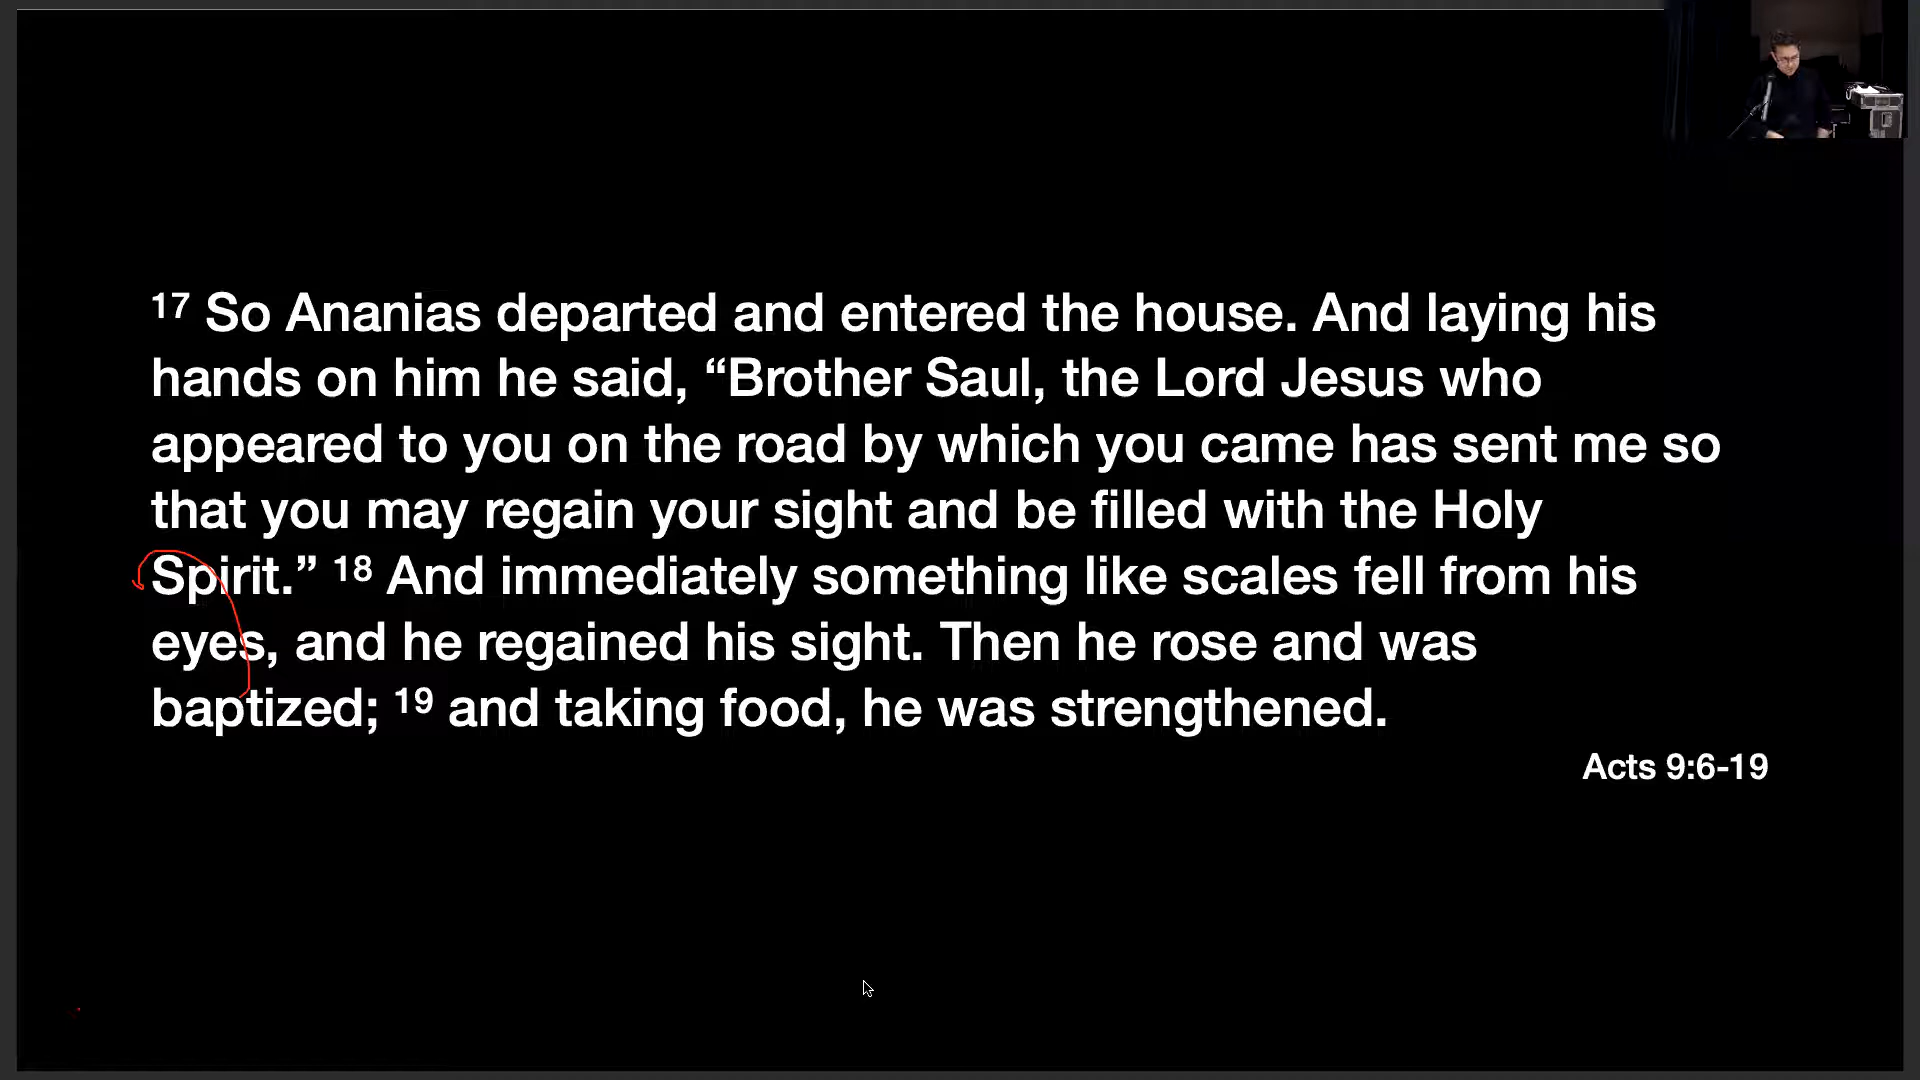 17 So Ananias departed and entered the house. And laying his
hands on him he said, “Brother Saul, the Lord Jesus who
appeared to you on the road by which you came has sent me so
that you may regain your sight and be filled with the Holy
Spirit.” 18 And immediately something like scales fell from his
eyes, and he regained his sight. Then he rose and was
baptized; 19 and taking food, he was strengthened.
Acts 9:6-19